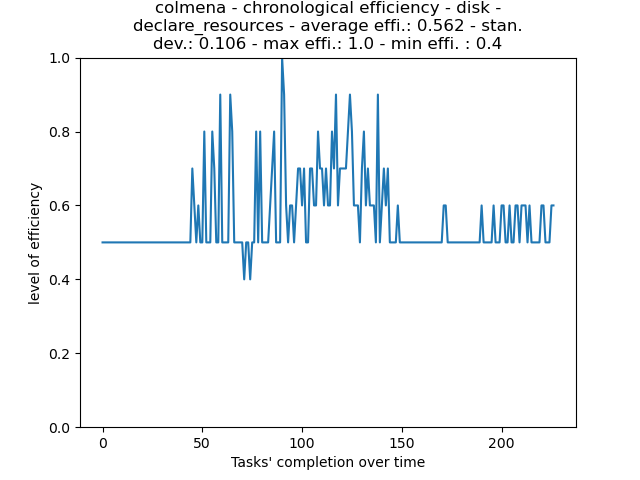 colmena - chronological efficiency - disk -
declare_resources - average effi.: 0.562 - stan.
dev.: 0.106 - max effi.: 1.0 - min effi. : 0.4
1.0
0.8
0.6
0.4
0.2
0.0
level of efficiency
0 50 100 150 200
Tasks' completion over time